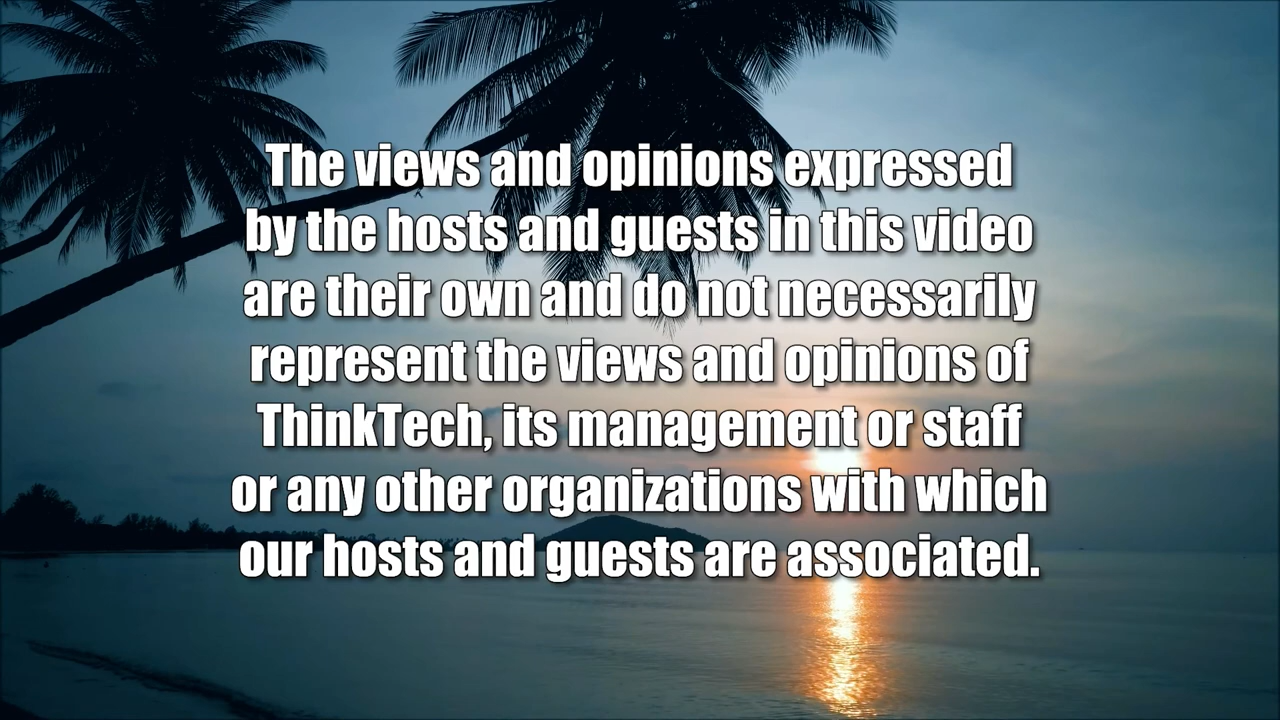 The views and opinions expressed
by the hosts and guests in this video
are their own and do not necessarily
represent the views and opinions of
ThinkTech, its management or staff
or any other organizations with which
our hosts and guests are associated.